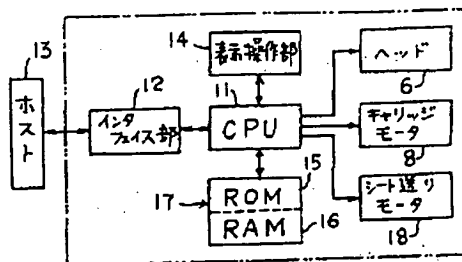 13
ホスト
12
インタ
フェイス部
14
表示操作部
11
CPU
17
ROM
15
RAM
16
ヘッド
6
キャリッジ
モータ
8
シート送り
モータ
18